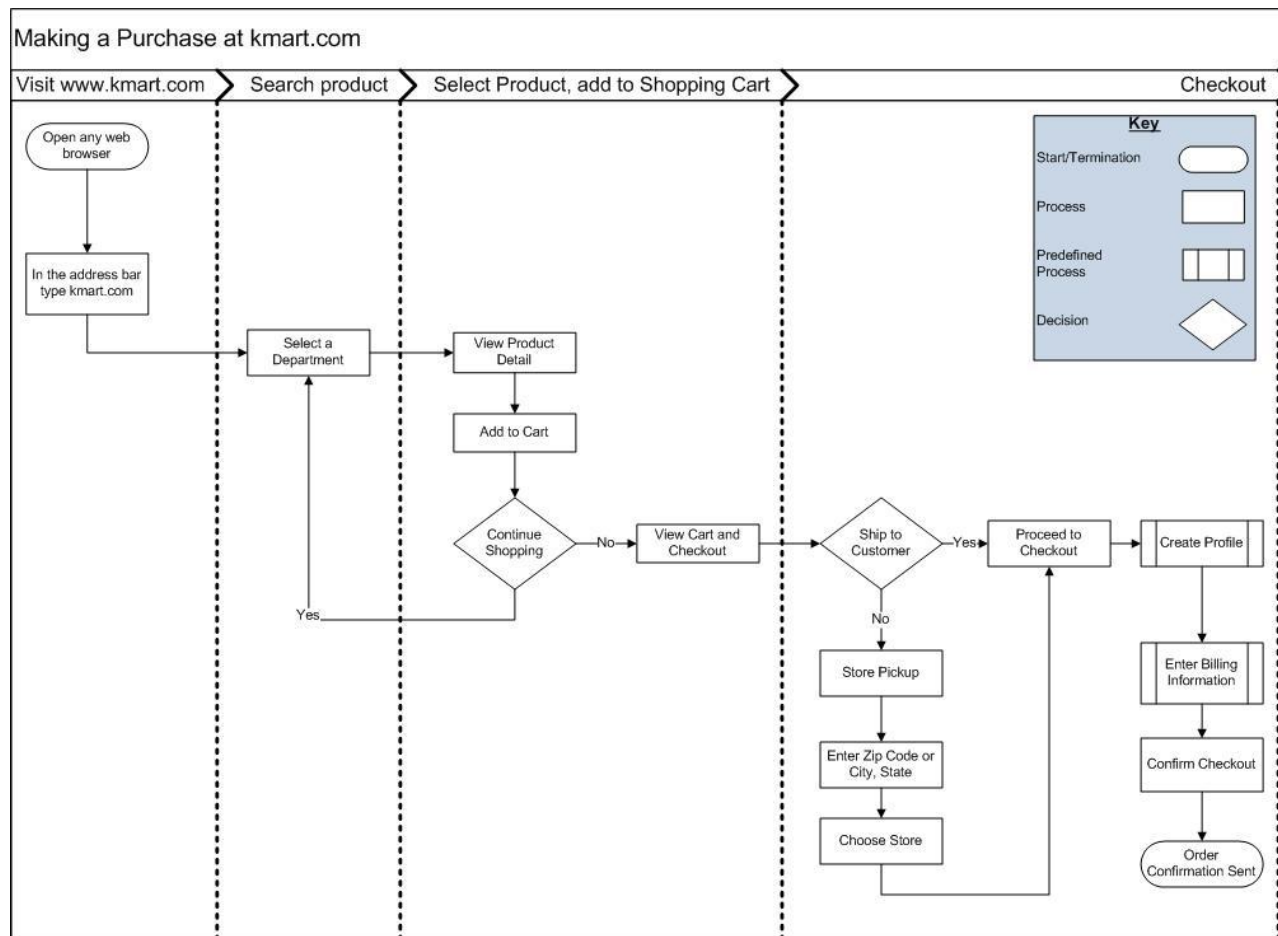 Making a Purchase at kmart.com
Visit www.kmart.com
Search product
Select Product, add to Shopping Cart
Checkout
Open any web
browser
In the address bar
type kmart.com
Select a
Department
View Product
Detail
Add to Cart
Continue
Shopping
Yes
No
View Cart and
Checkout
Ship to
Customer
Yes
No
Store Pickup
Enter Zip Code or
City, State
Choose Store
Proceed to
Checkout
Create Profile
Enter Billing
Information
Confirm Checkout
Order
Confirmation Sent
Key
Start/Termination
Process
Predefined
Process
Decision